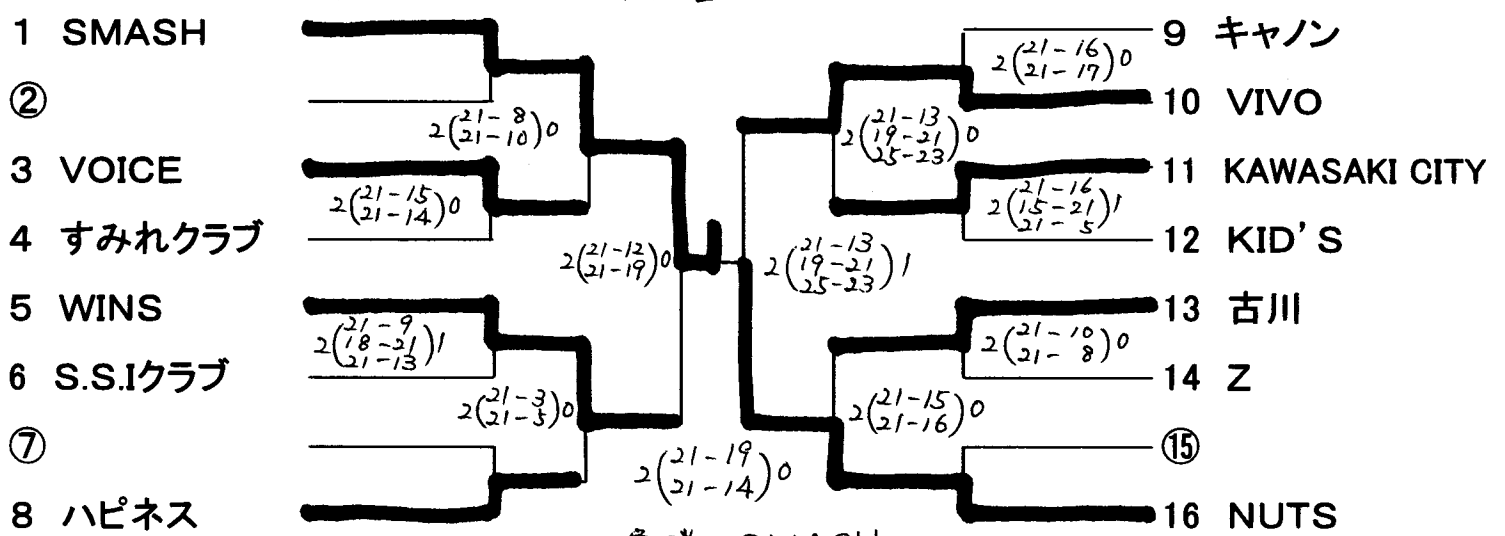 1 SMASH
②
3 VOICE
4 すみれクラブ
5 WINS
6 S.S.Iクラブ
⑦
8 ハピネス
2(21-8 21-10)0
2(21-15 21-14)0
2(21-12 21-19)0
2(21-9 18-21 21-13)1
2(21-3 21-5)0
2(21-19 21-14)0
9 キャノン
10 VIVO
11 KAWASAKI CITY
12 KID'S
13 古川
14 Z
⑮
16 NUTS
2(21-16 21-17)0
2(21-13 19-21 25-23)0
2(21-16 15-21 21-5)1
2(21-13 19-21 25-23)1
2(21-10 21-8)0
2(21-15 21-16)0
SMASH